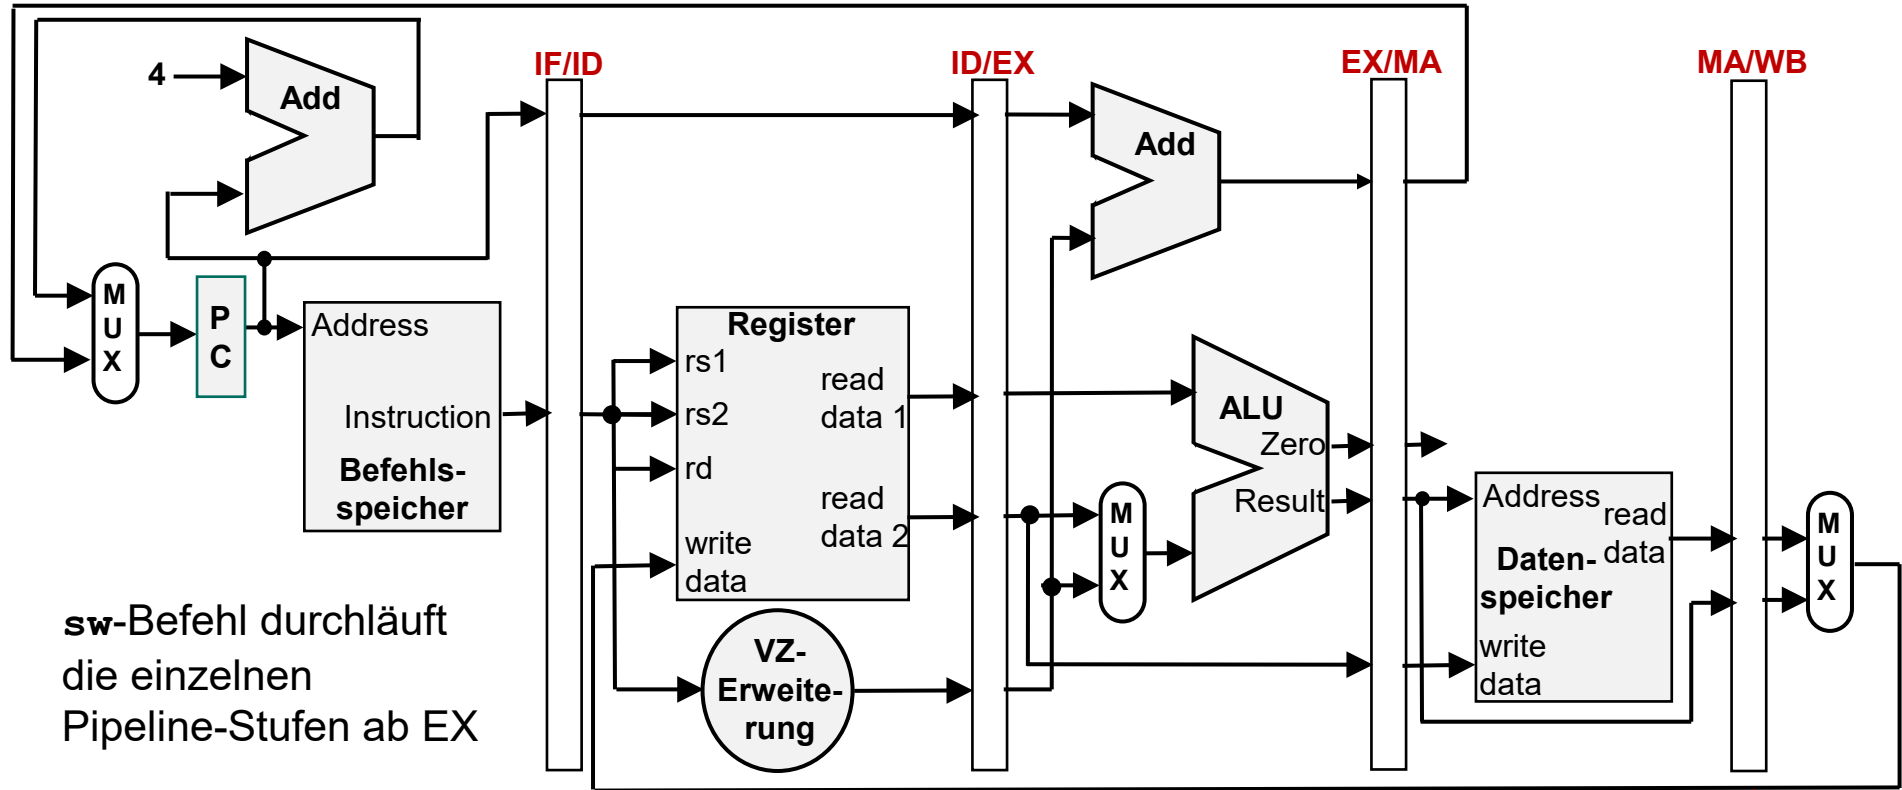 IF/ID
ID/EX
EX/MA
MA/WB
4
Add
Add
M
U
X
P
C
Address
Instruction
Befehls-
speicher
Register
rs1
rs2
rd
write
data
read
data 1
read
data 2
VZ-
Erweite-
rung
M
U
X
ALU
Zero
Result
Address
read
data
Daten-
speicher
write
data
M
U
X
sw-Befehl durchläuft
die einzelnen
Pipeline-Stufen ab EX